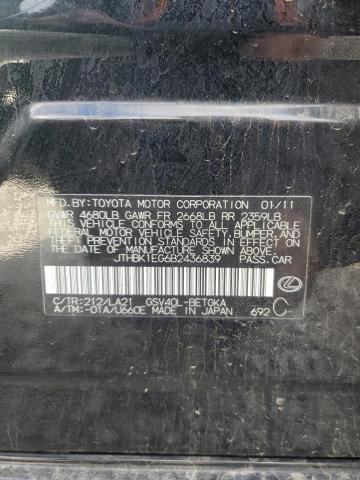 MFD.BY:TOYOTA MOTOR CORPORATION 01/11
GVWR 4680LB GAWR FR 2668LB RR 2359LB
THIS VEHICLE CONFORMS TO ALL APPLICABLE
FEDERAL MOTOR VEHICLE SAFETY, BUMPER, AND
THEFT PREVENTION STANDARDS IN EFFECT ON
THE DATE OF MANUFACTURE SHOWN ABOVE.
JTHBK1EG6B2436839 PASS.CAR
C/TR:212/LA21 GSV40L-BETGKA
A/TM:-01A/U660E MADE IN JAPAN 692 C